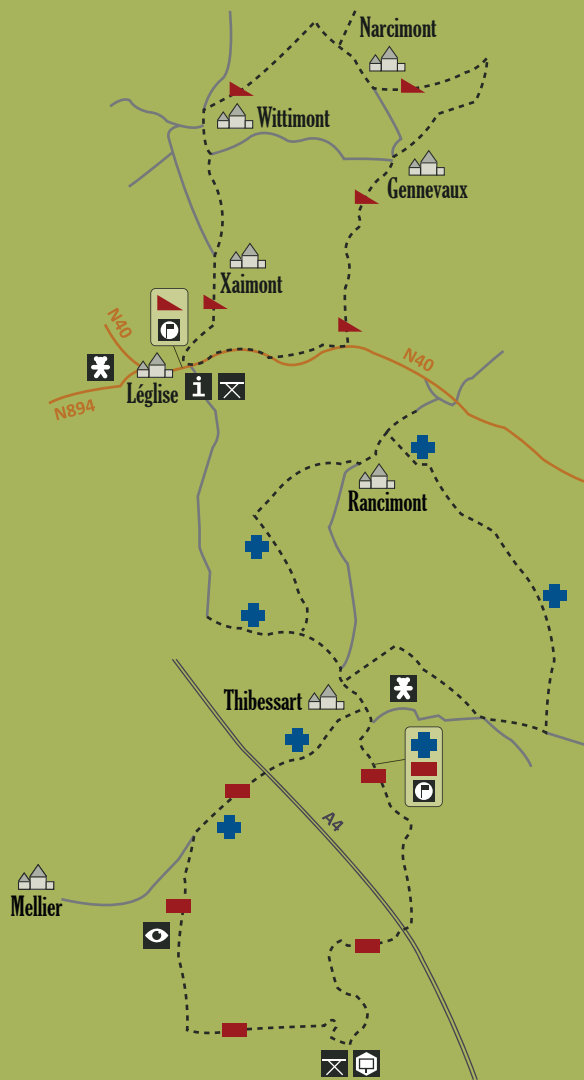 Narcimont
Wittimont
Gennevaux
Xaimont
N40
N40
Léglise
i
N894
Rancimont
Thibessart
A4
Mellier